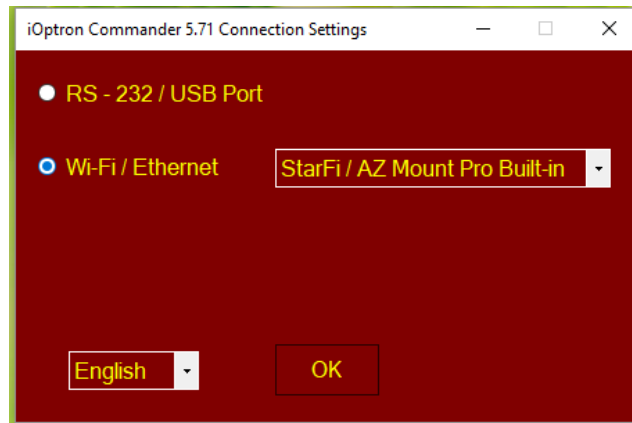 iOptron Commander 5.71 Connection Settings
RS - 232 / USB Port
Wi-Fi / Ethernet StarFi / AZ Mount Pro Built-in
English OK